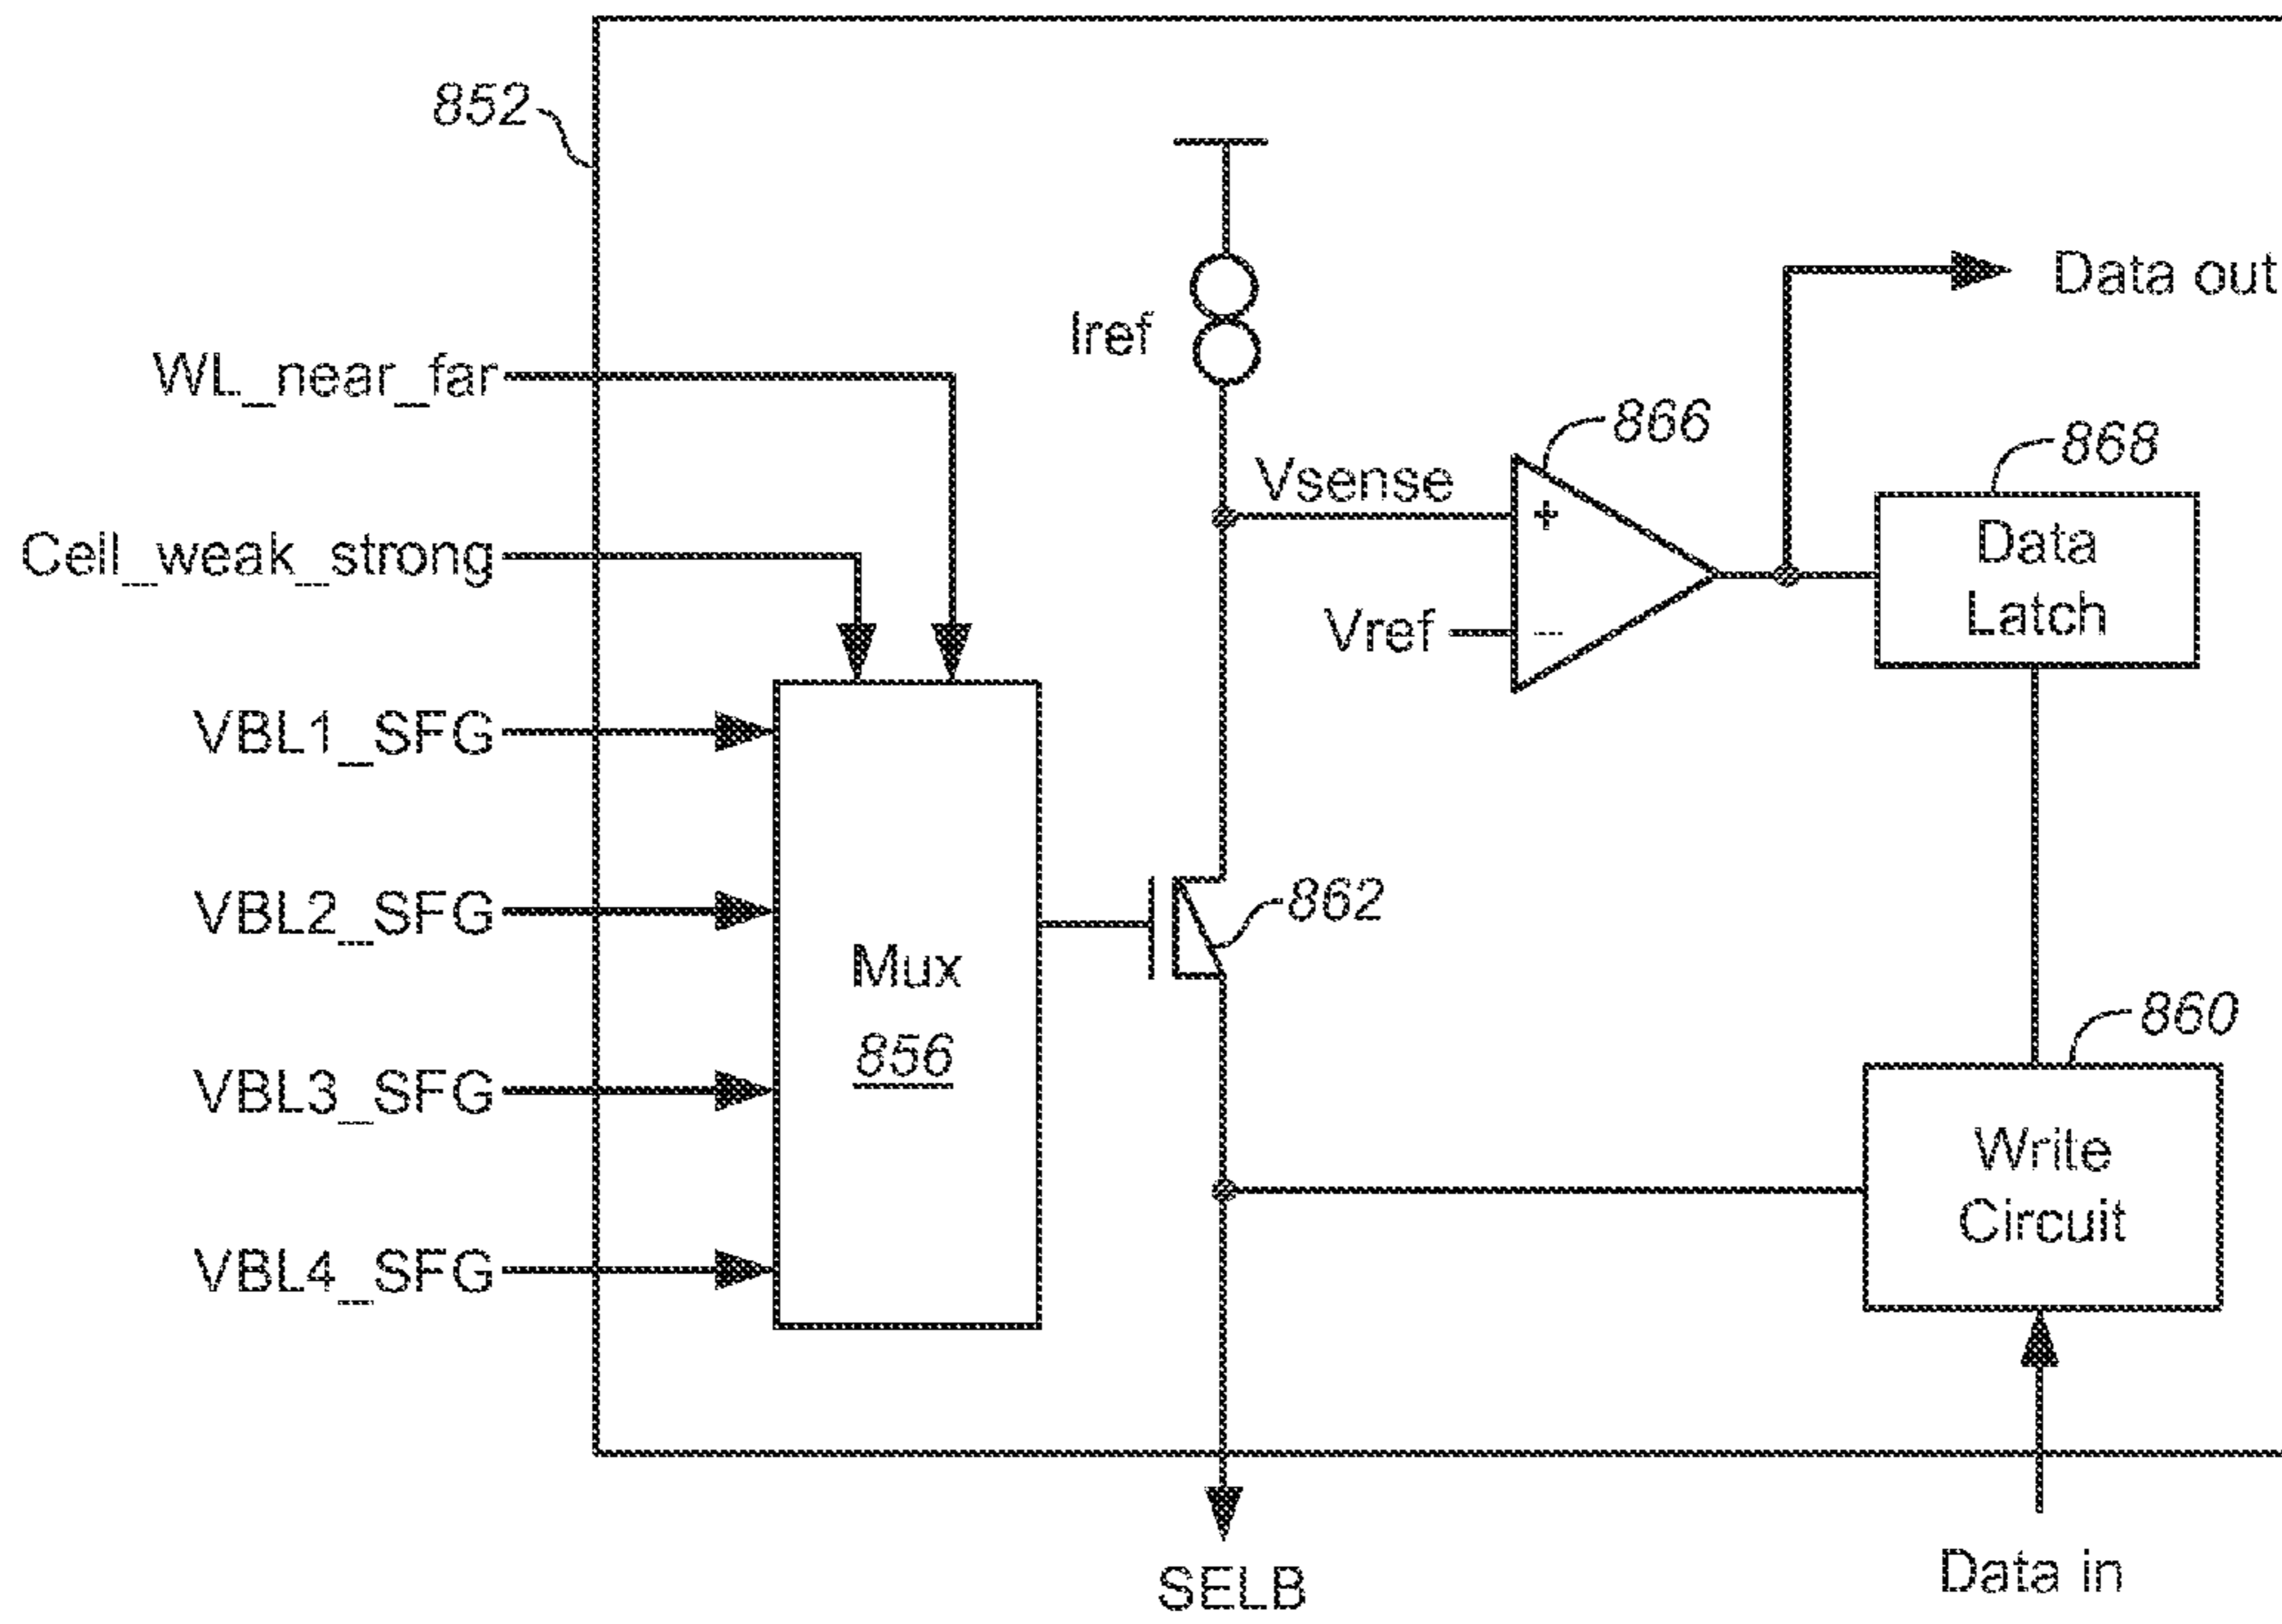 852
Data out
Iref
WL_near_far
866
868
Vsense
Cell_weak_strong
Data
Latch
+
Vref
-
VBL1_SFG
862
VBL2_SFG
Mux
856
860
VBL3_SFG
Write
Circuit
VBL4_SFG
Data in
SELB